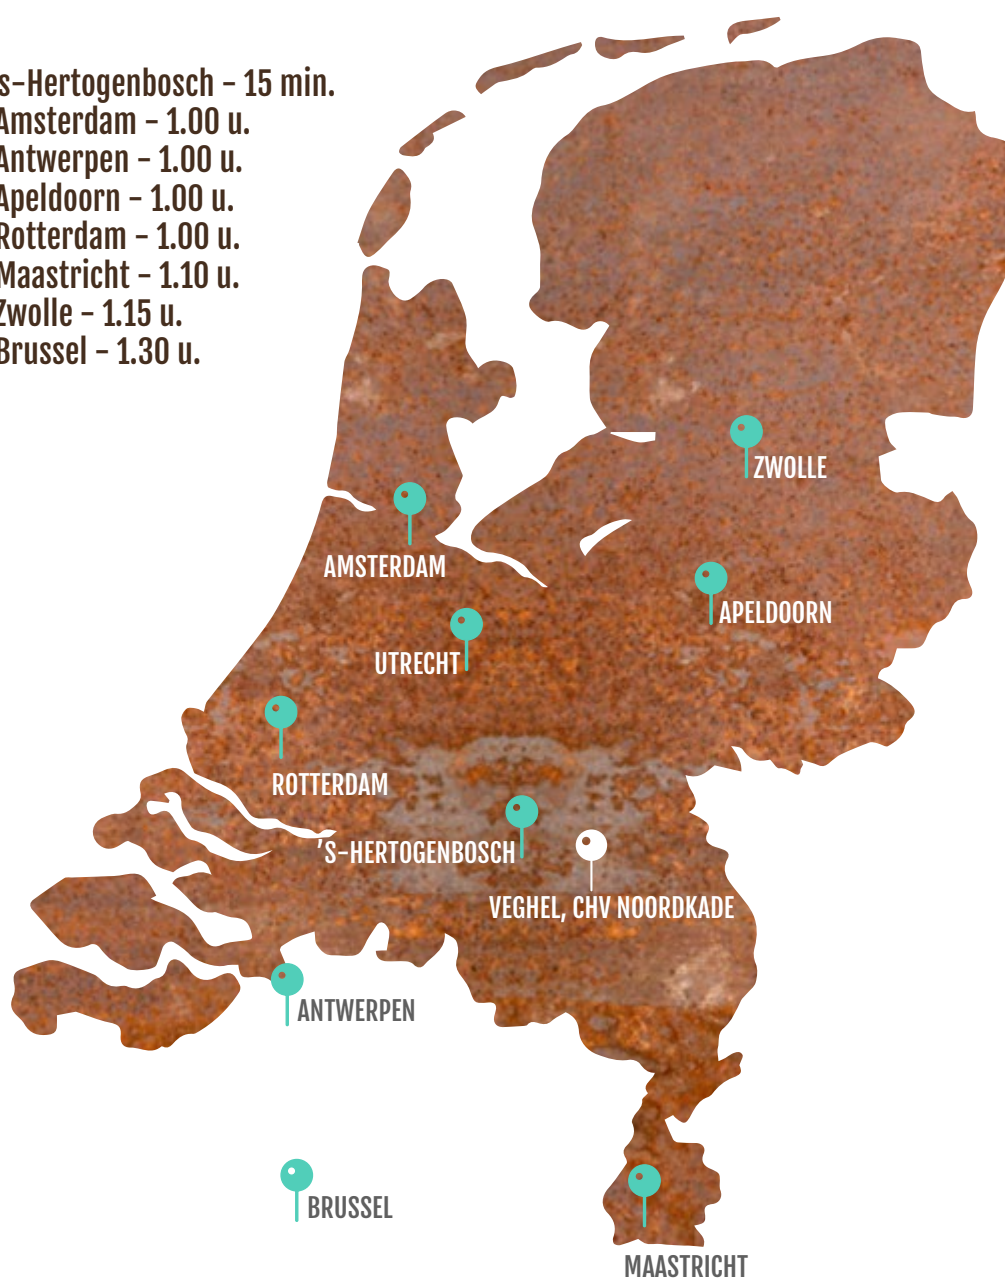 s-Hertogenbosch – 15 min.
Amsterdam – 1.00 u.
Antwerpen – 1.00 u.
Apeldoorn – 1.00 u.
Rotterdam – 1.00 u.
Maastricht – 1.10 u.
Zwolle – 1.15 u.
Brussel – 1.30 u.
ZWOLLE
AMSTERDAM
APELDOORN
UTRECHT
ROTTERDAM
'S-HERTOGENBOSCH
VEGHEL, CHV NOORDKADE
ANTWERPEN
BRUSSEL
MAASTRICHT